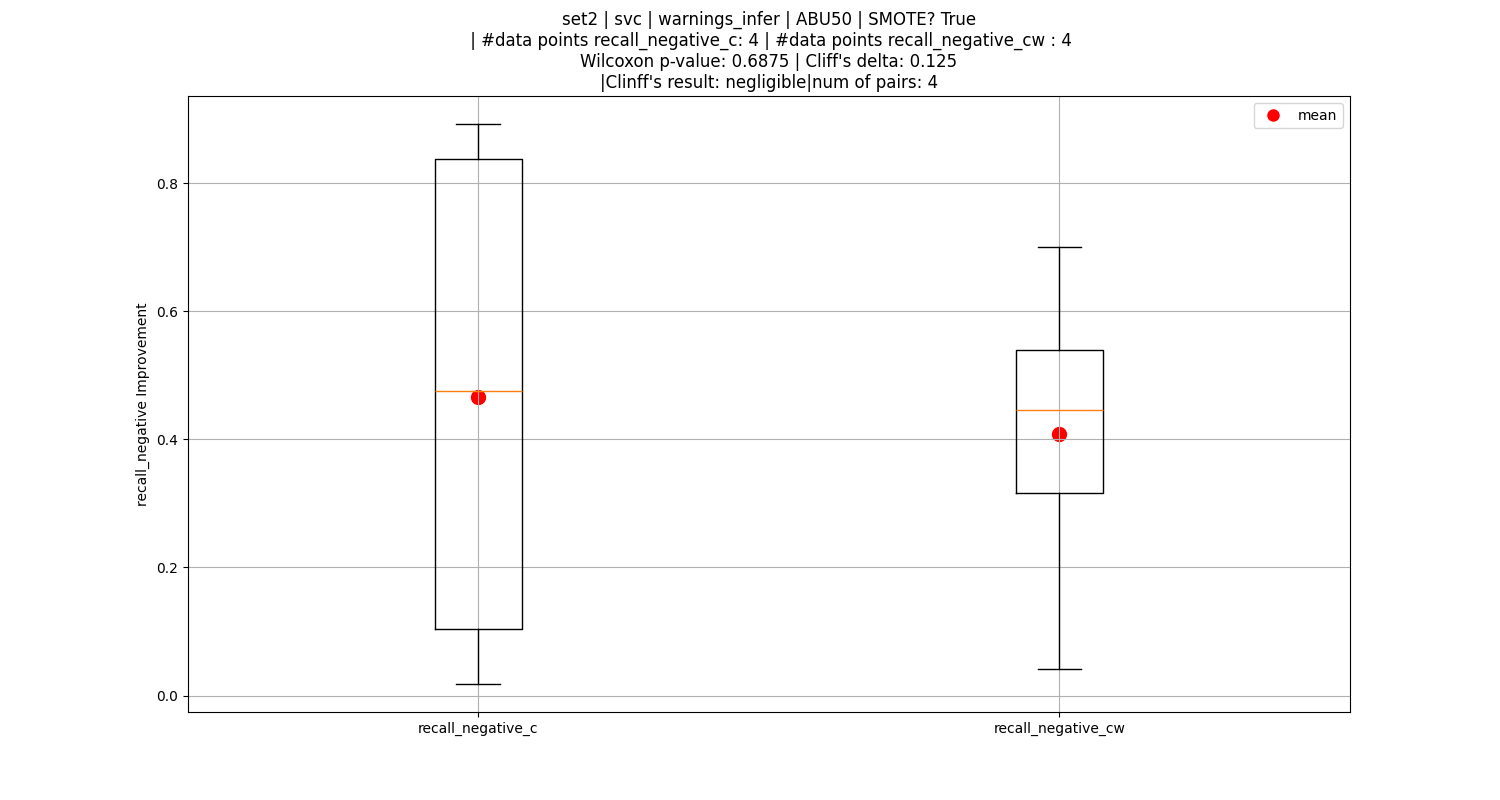 set2 | svc | warnings_infer | ABU50 | SMOTE? True
| #data points recall_negative_c: 4 | #data points recall_negative_cw : 4
Wilcoxon p-value: 0.6875 | Cliff's delta: 0.125
|Clinff's result: negligible|num of pairs: 4
mean
recall_negative Improvement
0.8
0.6
0.4
0.2
0.0
recall_negative_c
recall_negative_cw